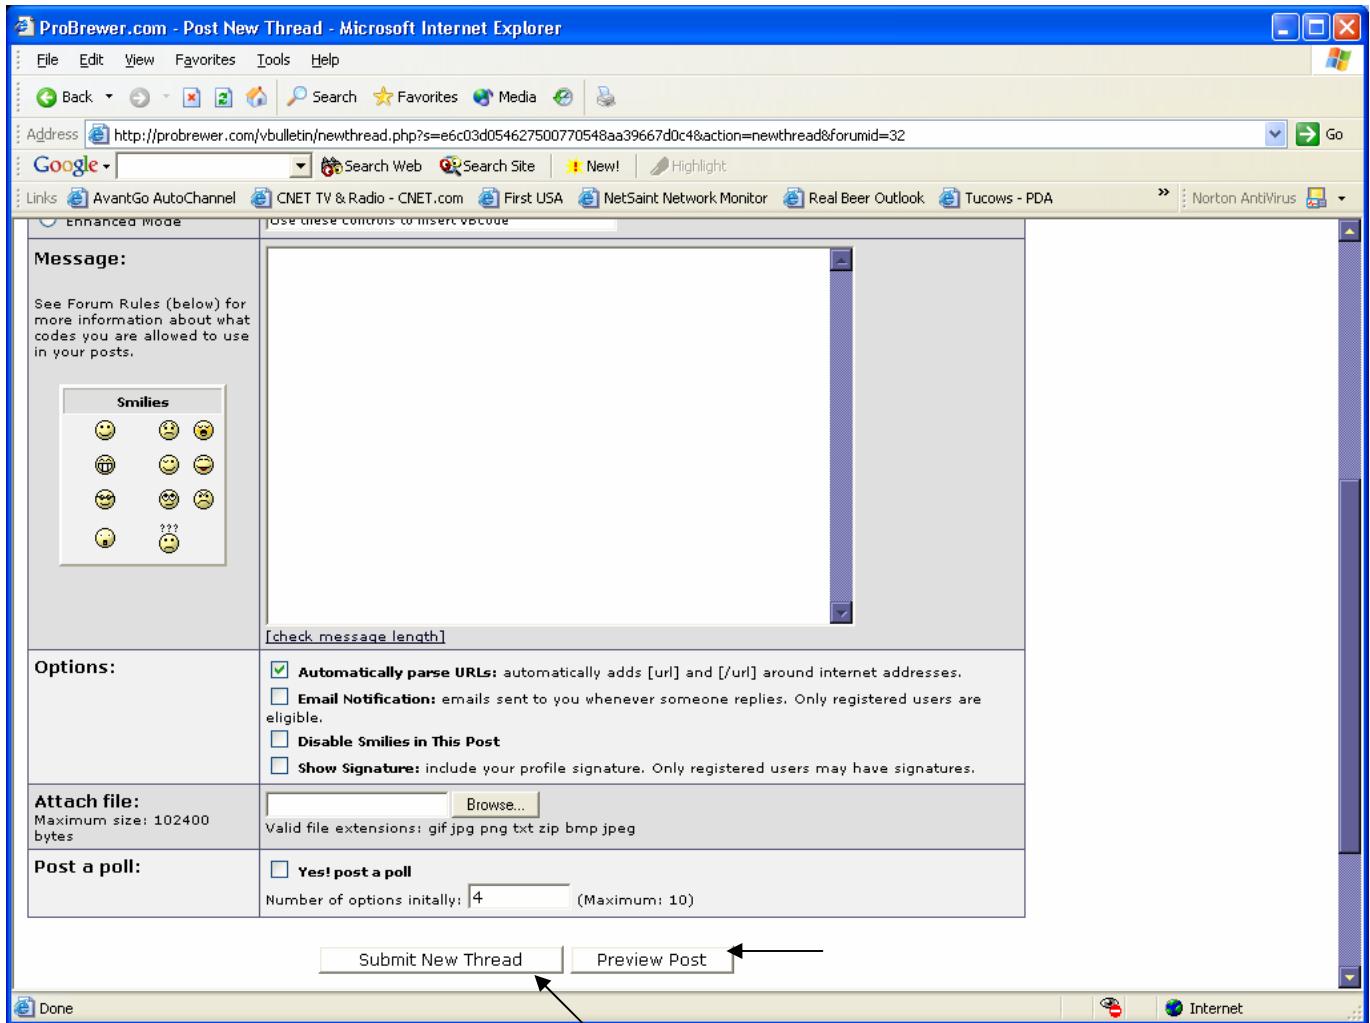 ProBrewer.com - Post New Thread - Microsoft Internet Explorer
File Edit View Favorites Tools Help
Back Search Favorites Media
Address http://probrewer.com/vbulletin/newthread.php?s=e6c03d054627500770548aa39667d0c4&action=newthread&forumid=32 Go
Google Search Web Search Site New! Highlight
Links AvantGo AutoChannel CNET TV & Radio - CNET.com First USA NetSaint Network Monitor Real Beer Outlook Tucows - PDA » Norton AntiVirus
Enhanced Mode Use these controls to insert vBcode
Message:
See Forum Rules (below) for
more information about what
codes you are allowed to use
in your posts.
Smilies
???
[check message length]
Options:
Automatically parse URLs: automatically adds [url] and [/url] around internet addresses.
Email Notification: emails sent to you whenever someone replies. Only registered users are
eligible.
Disable Smilies in This Post
Show Signature: include your profile signature. Only registered users may have signatures.
Attach file:
Maximum size: 102400
bytes
Browse...
Valid file extensions: gif jpg png txt zip bmp jpeg
Post a poll:
Yes! post a poll
Number of options initally: 4 (Maximum: 10)
Submit New Thread Preview Post
Done Internet